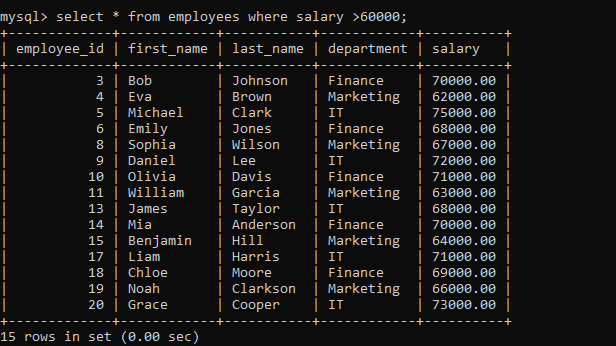 mysql> select * from employees where salary >60000;
+-------------+------------+-----------+------------+----------+
| employee_id | first_name | last_name | department | salary   |
+-------------+------------+-----------+------------+----------+
|           3 | Bob        | Johnson   | Finance    | 70000.00 |
|           4 | Eva        | Brown     | Marketing  | 62000.00 |
|           5 | Michael    | Clark     | IT         | 75000.00 |
|           6 | Emily      | Jones     | Finance    | 68000.00 |
|           8 | Sophia     | Wilson    | Marketing  | 67000.00 |
|           9 | Daniel     | Lee       | IT         | 72000.00 |
|          10 | Olivia     | Davis     | Finance    | 71000.00 |
|          11 | William    | Garcia    | Marketing  | 63000.00 |
|          13 | James      | Taylor    | IT         | 68000.00 |
|          14 | Mia        | Anderson  | Finance    | 70000.00 |
|          15 | Benjamin   | Hill      | Marketing  | 64000.00 |
|          17 | Liam       | Harris    | IT         | 71000.00 |
|          18 | Chloe      | Moore     | Finance    | 69000.00 |
|          19 | Noah       | Clarkson  | Marketing  | 66000.00 |
|          20 | Grace      | Cooper    | IT         | 73000.00 |
+-------------+------------+-----------+------------+----------+
15 rows in set (0.00 sec)